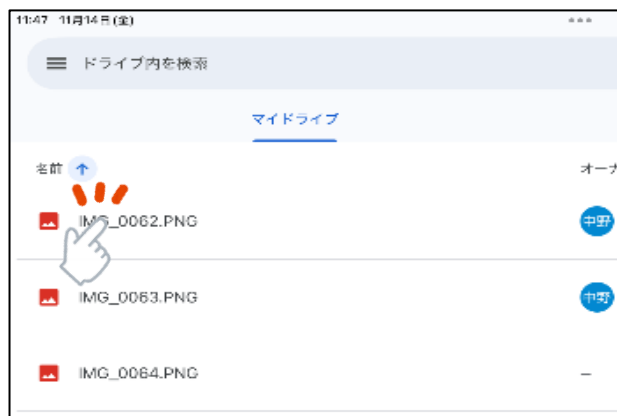 11:47 11月14日(金)
ドライブ内を検索
マイドライブ
名前 オーナ
IMG_0062.PNG 中野
IMG_0063.PNG 中野
IMG_0064.PNG –